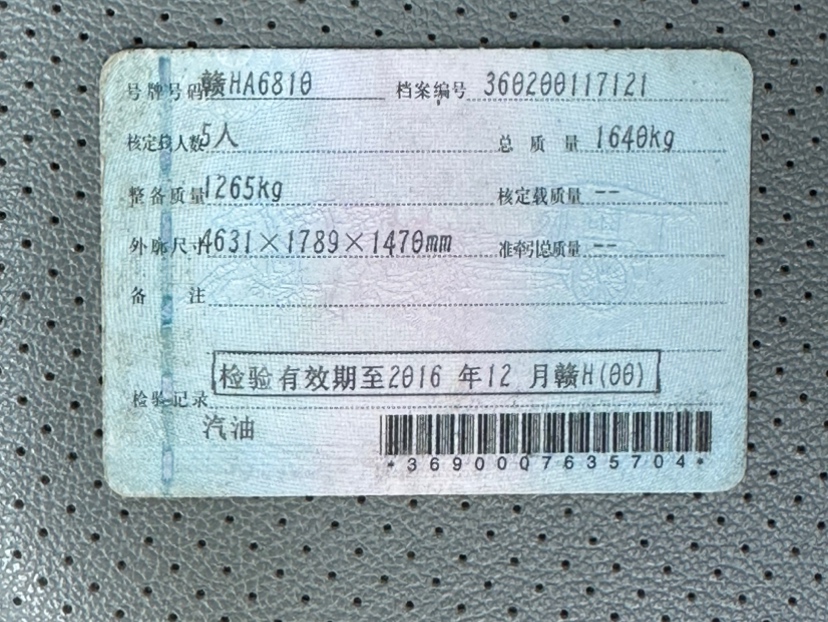 号牌号码 赣HA6810 档案编号 360200117121
核定载人数 5人 总质量 1640kg
整备质量 1265kg 核定载质量 --
外廓尺寸 4631×1789×1470mm 准牵引总质量 --
备注
检验有效期至2016 年12 月赣H(00)
检验记录
汽油
*3690007635704*